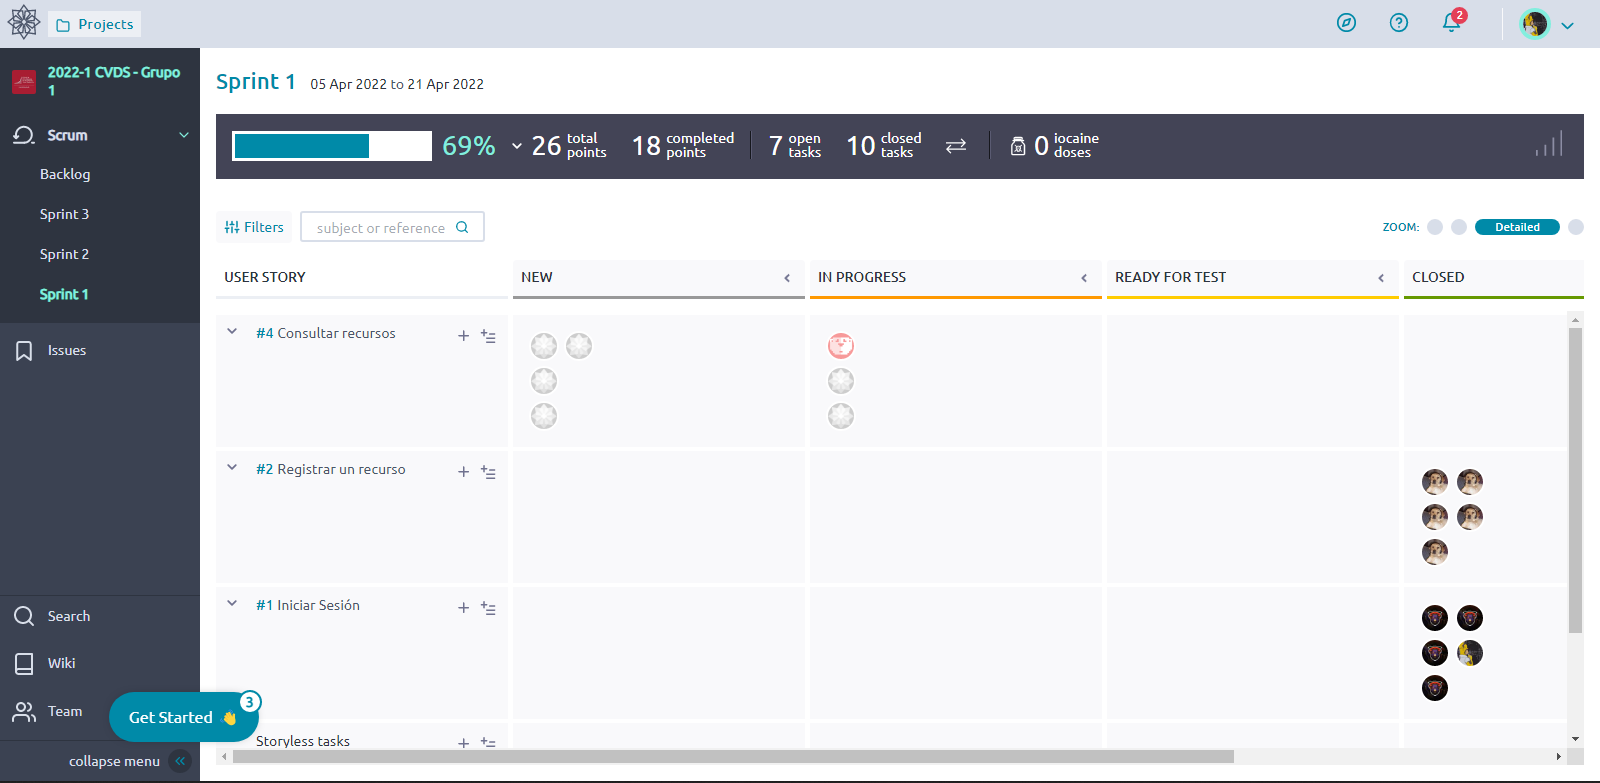 Projects
2
2022-1 CVDS - Grupo
1
Scrum
Backlog
Sprint 3
Sprint 2
Sprint 1
Issues
Search
Wiki
Team
Get Started
3
collapse menu
Sprint 1 05 Apr 2022 to 21 Apr 2022
69% 26 total points 18 completed points 7 open tasks 10 closed tasks 0 iocaine doses
Filters subject or reference ZOOM: Detailed
USER STORY NEW IN PROGRESS READY FOR TEST CLOSED
#4 Consultar recursos
#2 Registrar un recurso
#1 Iniciar Sesión
Storyless tasks